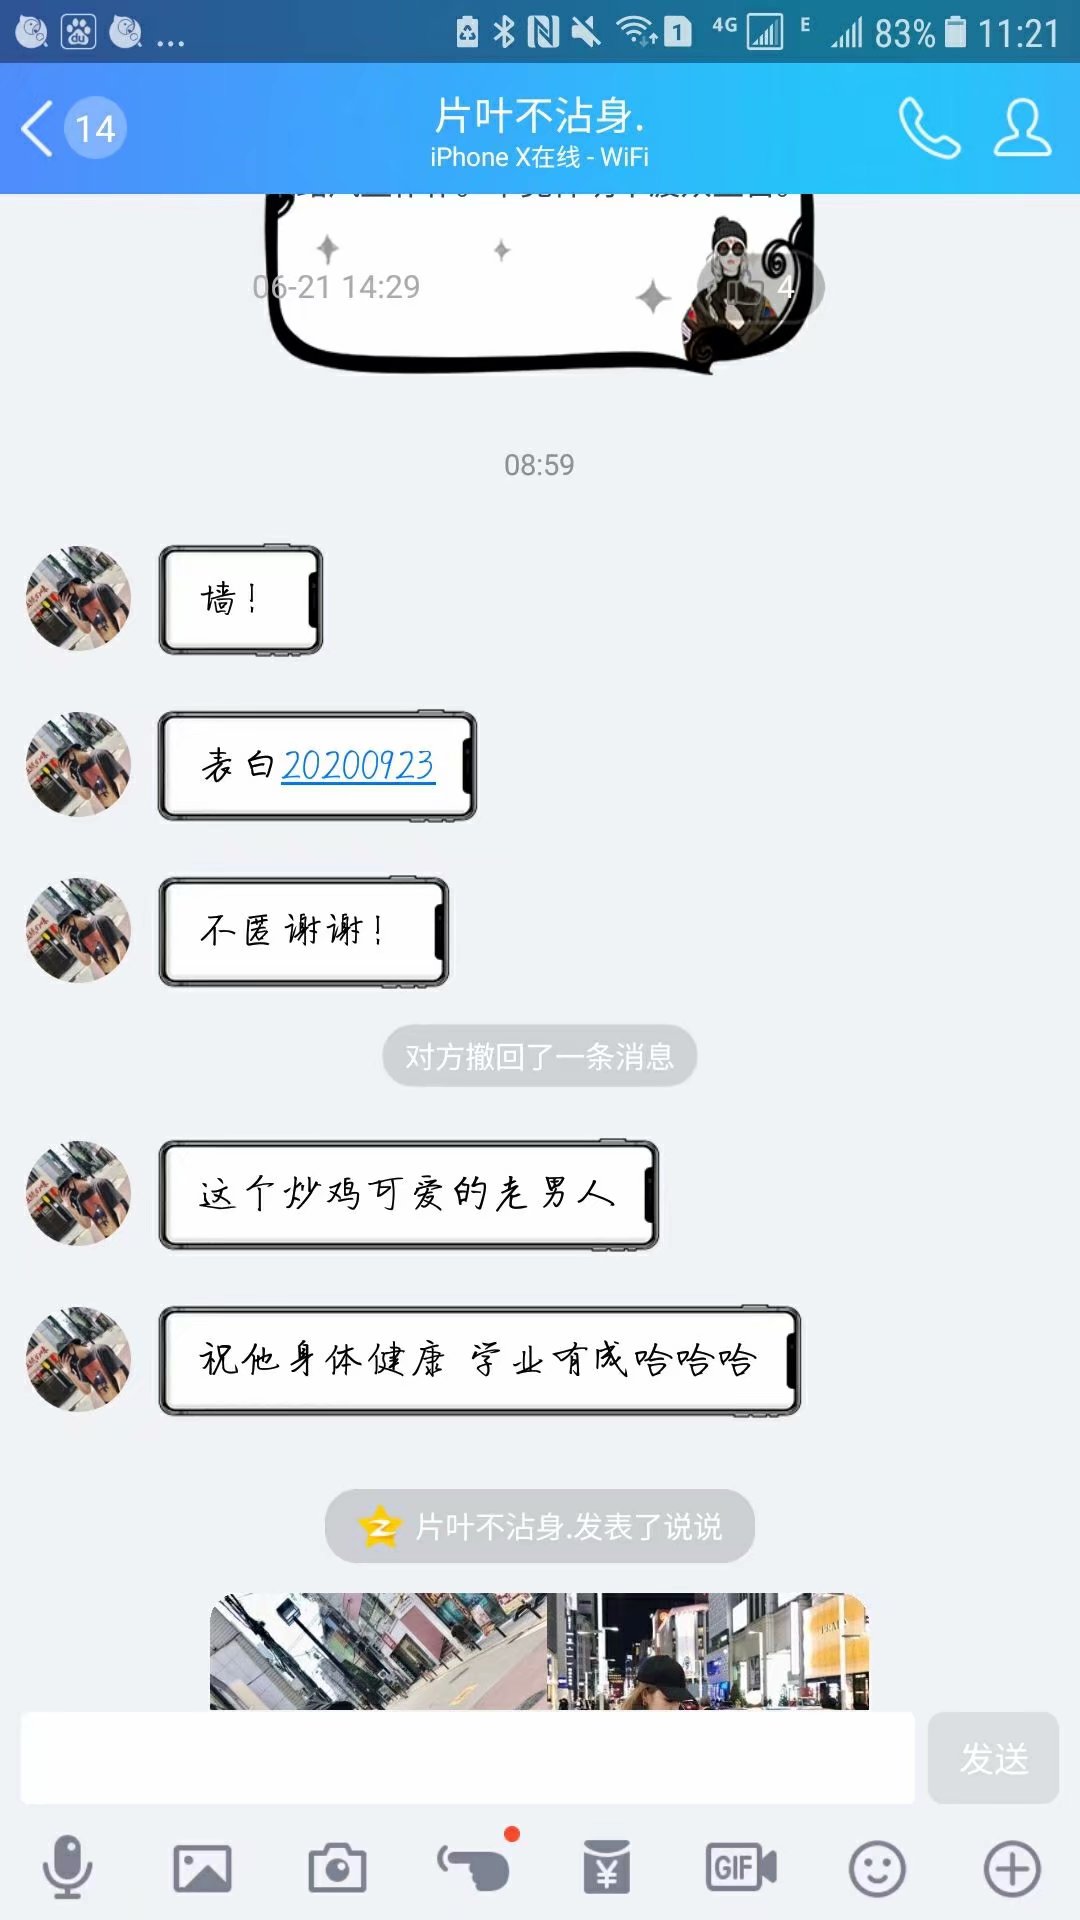 ... 1 4G E 83% 11:21
14
片叶不沾身.
iPhone X在线 - WiFi
06-21 14:29
4
08:59
墙!
表白20200923
不匿谢谢!
对方撤回了一条消息
这个炒鸡可爱的老男人
祝他身体健康 学业有成哈哈哈
片叶不沾身.发表了说说
发送
GIF